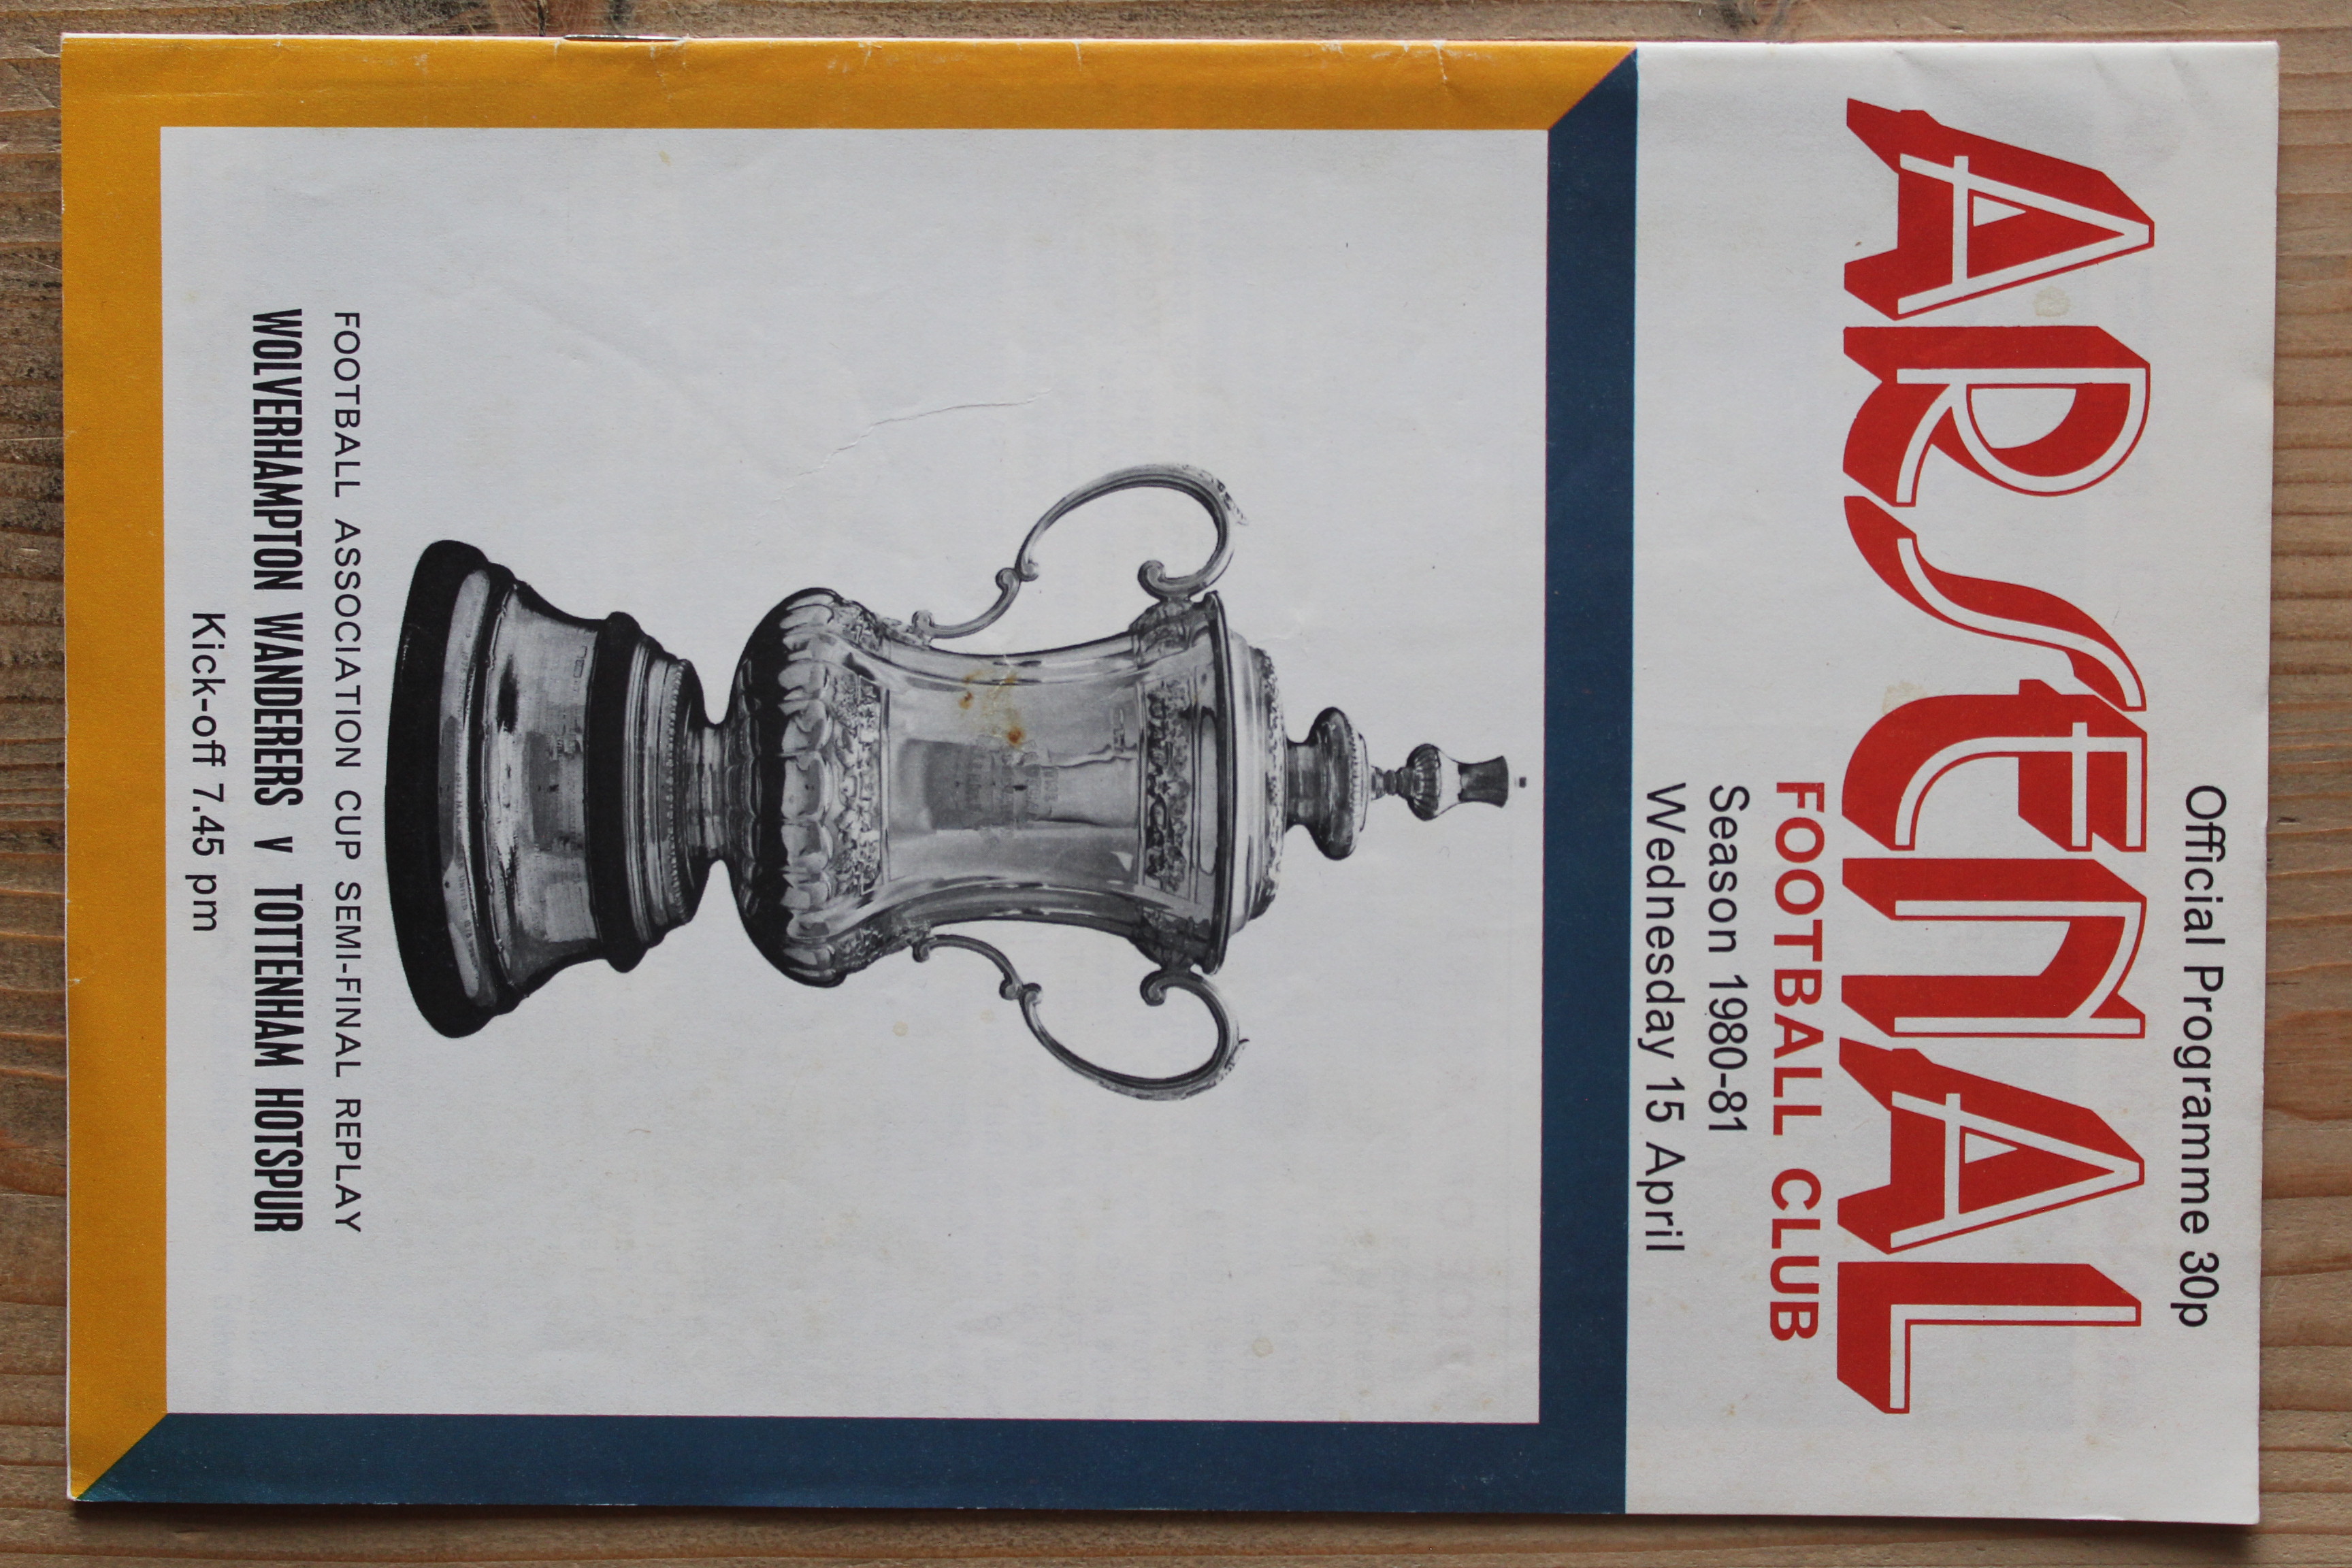 Official Programme 30p
ARSENAL
FOOTBALL CLUB
Season 1980-81
Wednesday 15 April
FOOTBALL ASSOCIATION CUP SEMI-FINAL REPLAY
WOLVERHAMPTON WANDERERS v TOTTENHAM HOTSPUR
Kick-off 7.45 pm